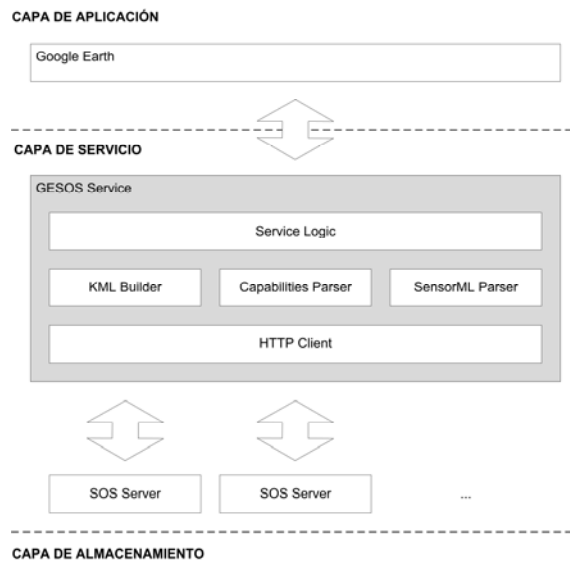 CAPA DE APLICACIÓN
Google Earth
CAPA DE SERVICIO
GESOS Service
Service Logic
KML Builder
Capabilities Parser
SensorML Parser
HTTP Client
SOS Server
SOS Server
...
CAPA DE ALMACENAMIENTO